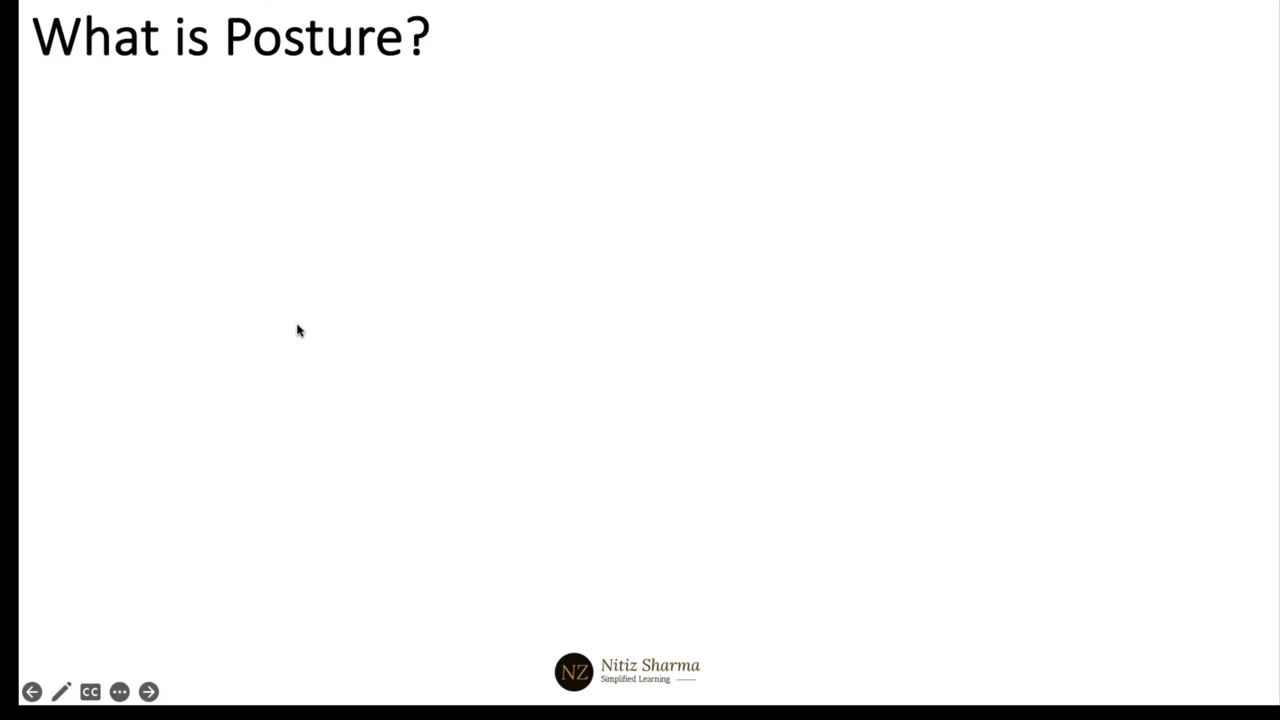 What is Posture?
NZ
Nitiz Sharma
Simplified Learning
CC